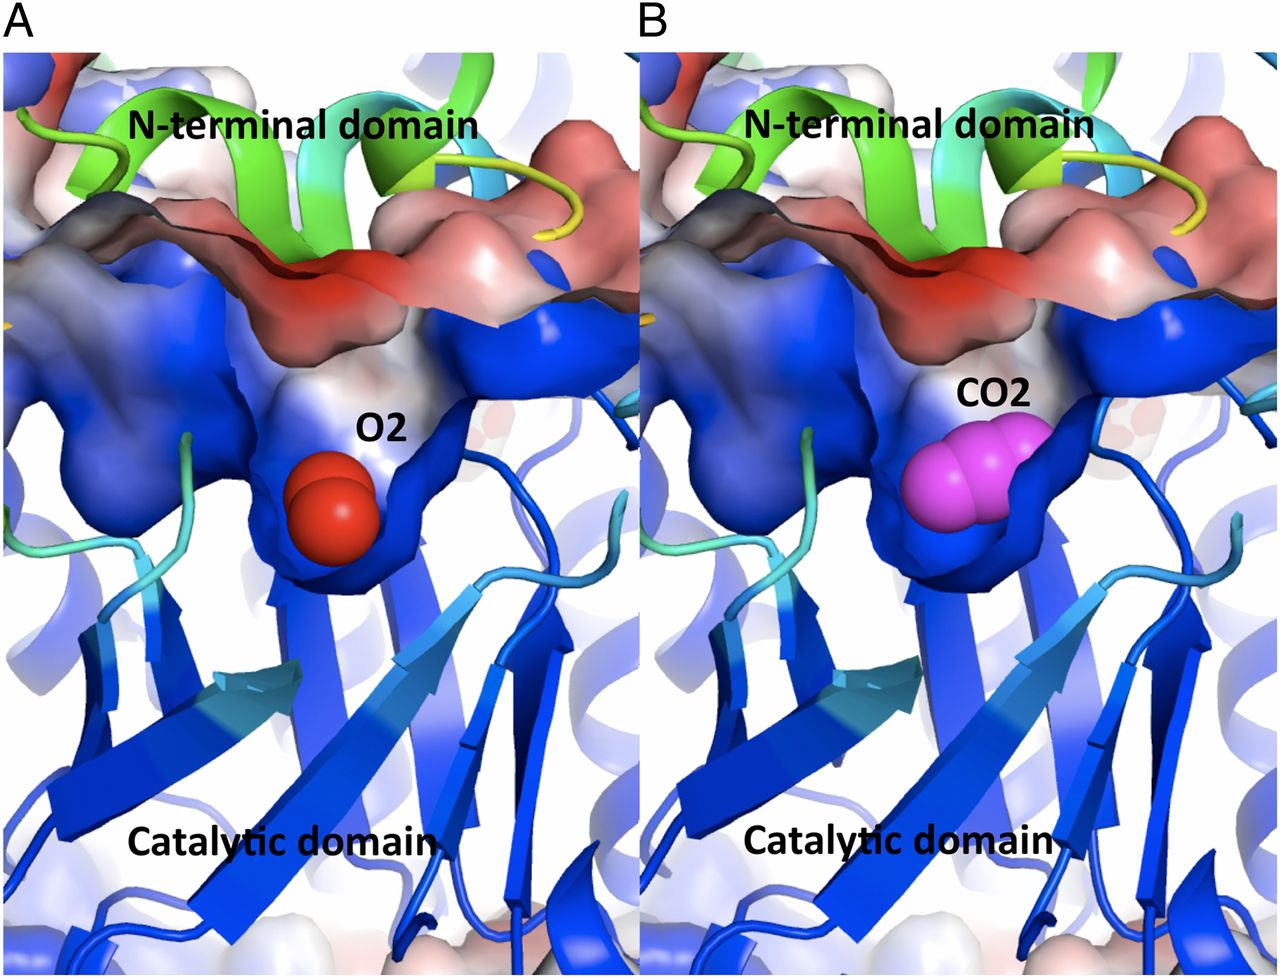 A
B
N-terminal domain
N-terminal domain
O2
CO2
Catalytic domain
Catalytic domain